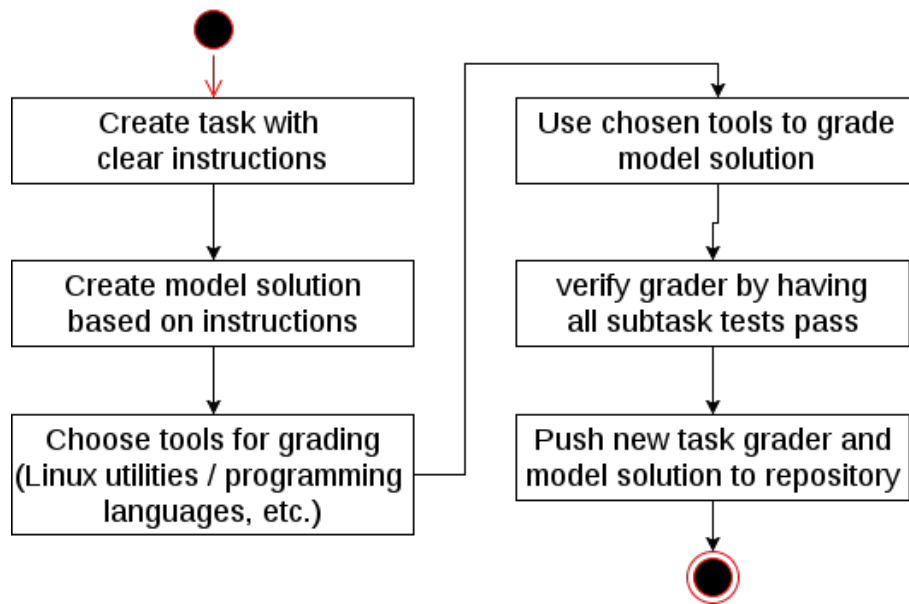 Create task with
clear instructions
Create model solution
based on instructions
Choose tools for grading
(Linux utilities / programming
languages, etc.)
Use chosen tools to grade
model solution
verify grader by having
all subtask tests pass
Push new task grader and
model solution to repository